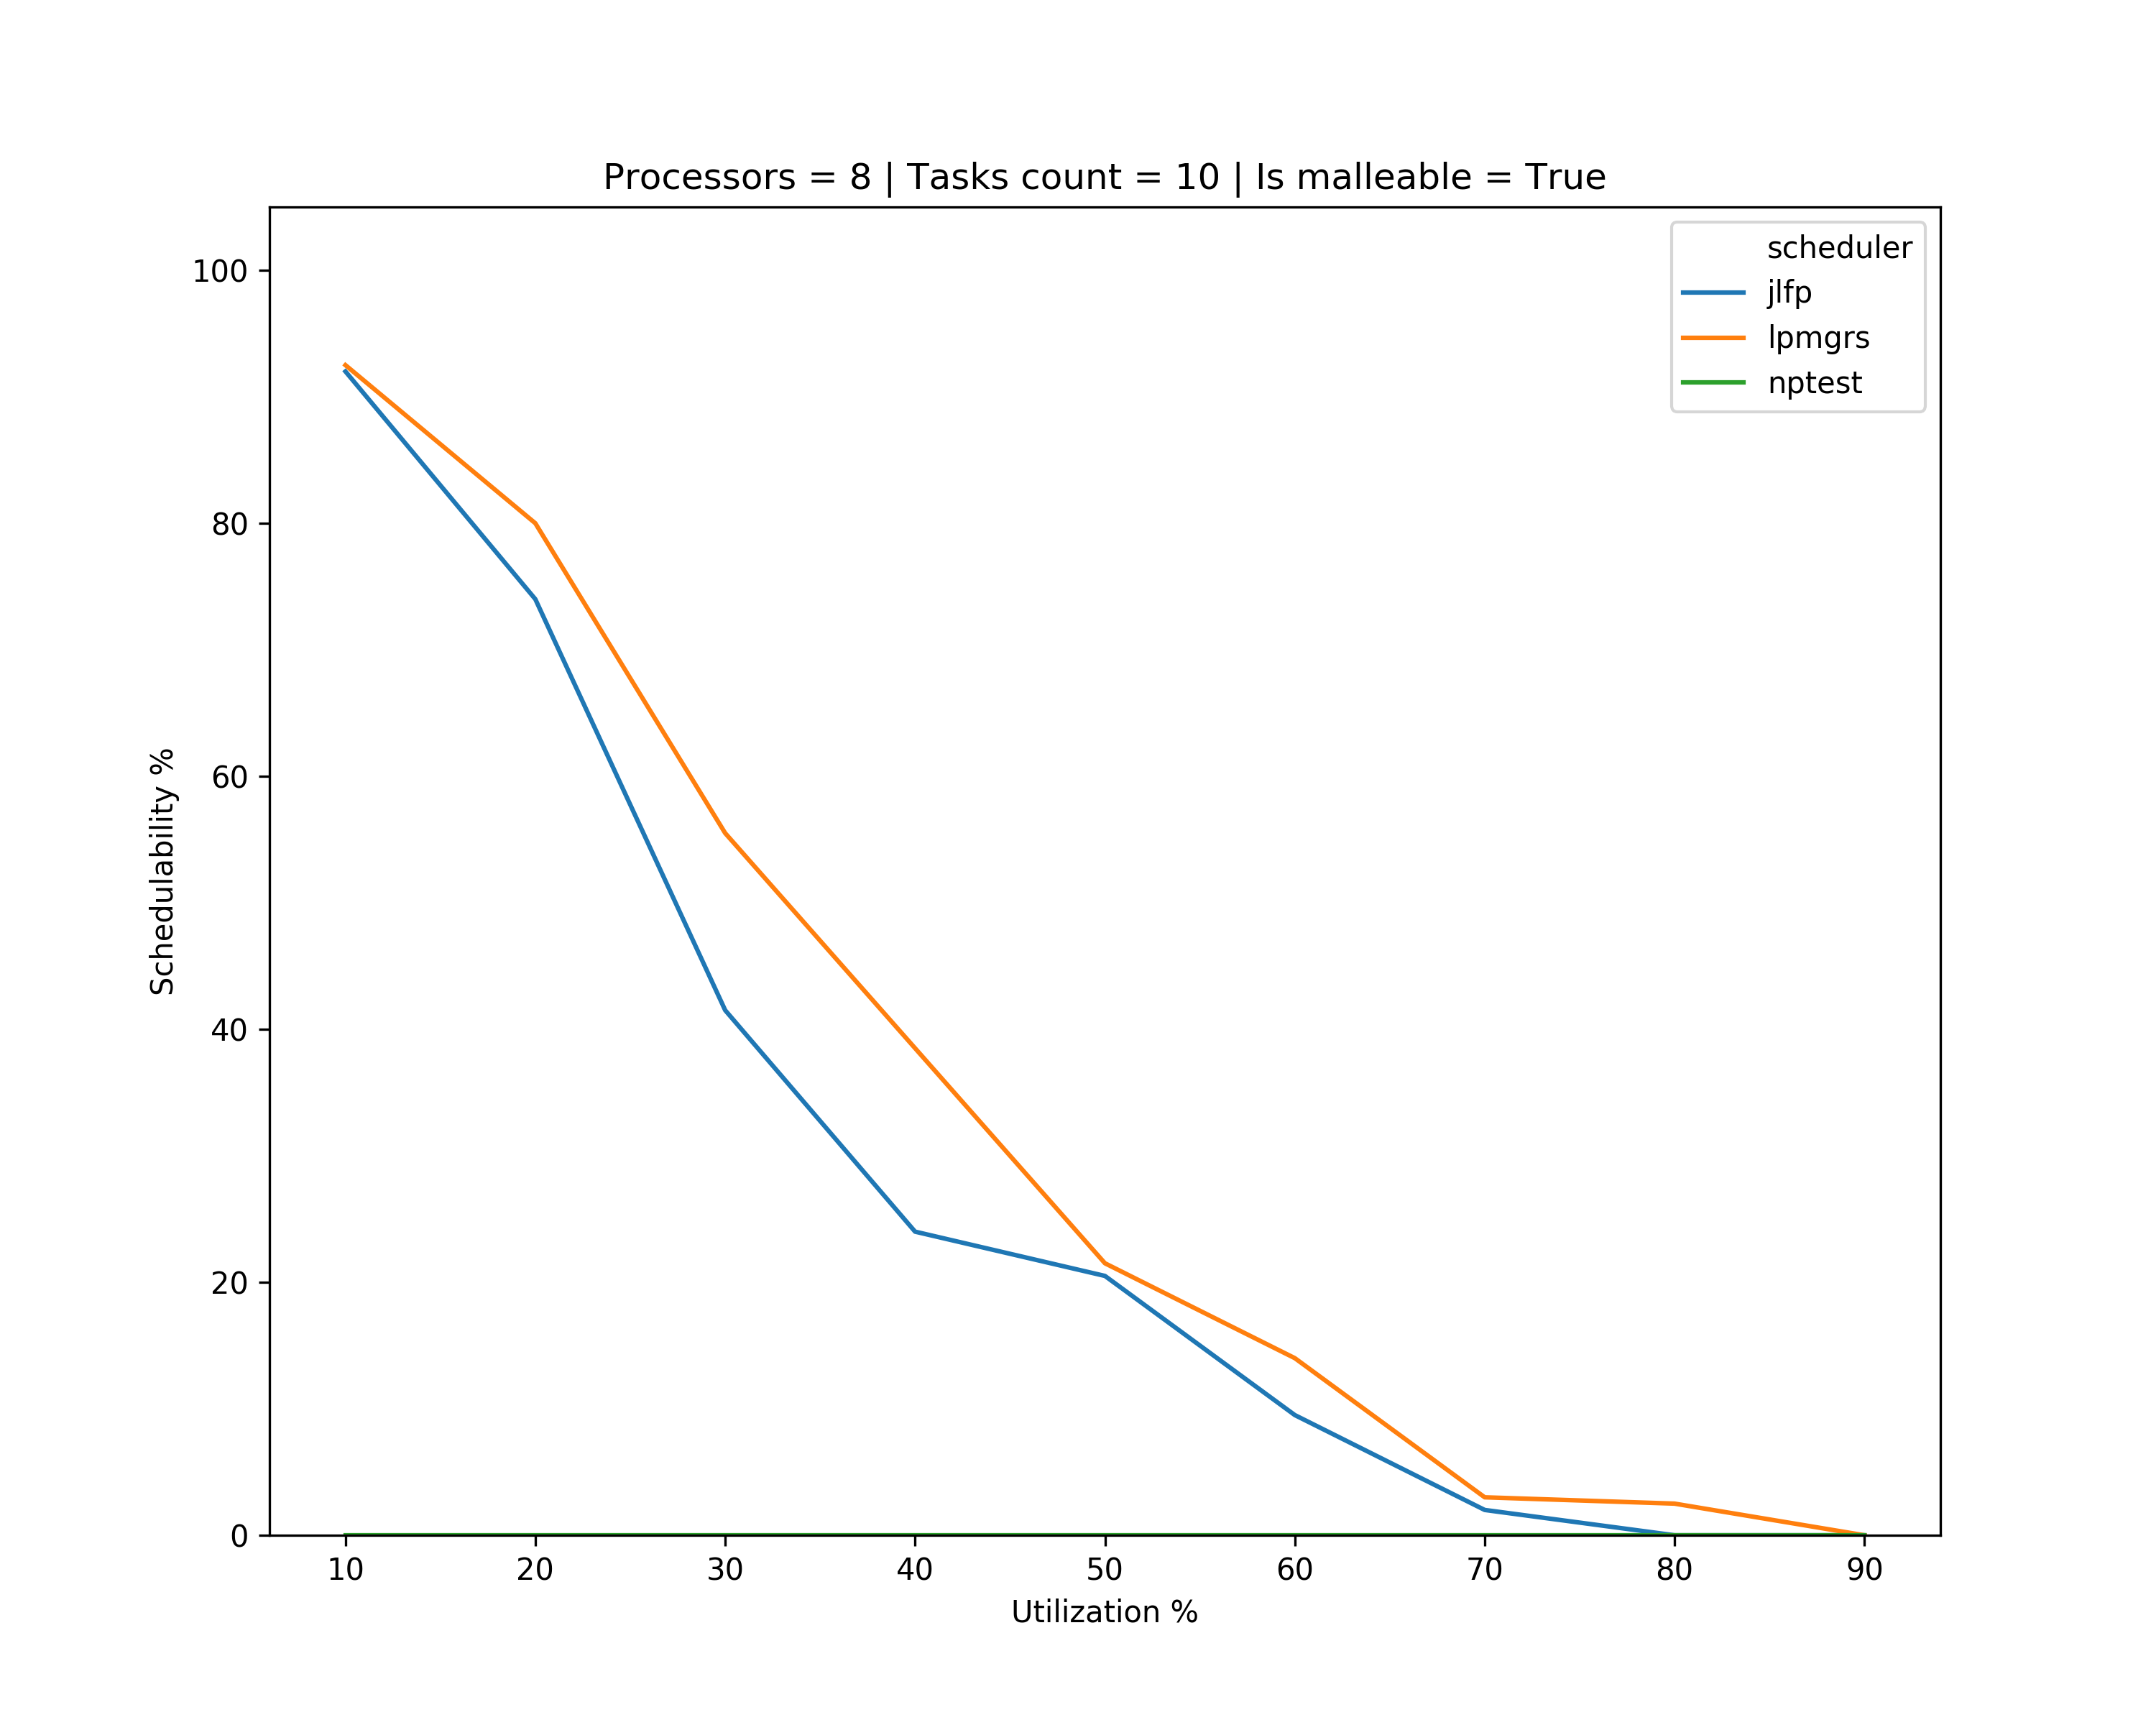 Processors = 8 | Tasks count = 10 | Is malleable = True
scheduler
jlfp
lpmgrs
nptest
Schedulability %
100
80
60
40
20
0
10 20 30 40 50 60 70 80 90
Utilization %